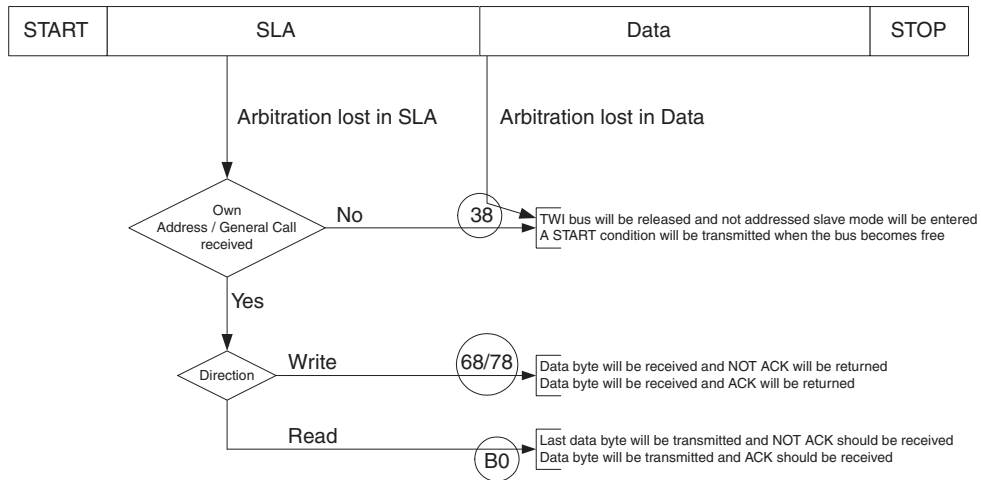 START SLA Data STOP
Arbitration lost in SLA Arbitration lost in Data
Own
Address / General Call
received
No
38
TWI bus will be released and not addressed slave mode will be entered
A START condition will be transmitted when the bus becomes free
Yes
Direction
Write
68/78
Data byte will be received and NOT ACK will be returned
Data byte will be received and ACK will be returned
Read
B0
Last data byte will be transmitted and NOT ACK should be received
Data byte will be transmitted and ACK should be received